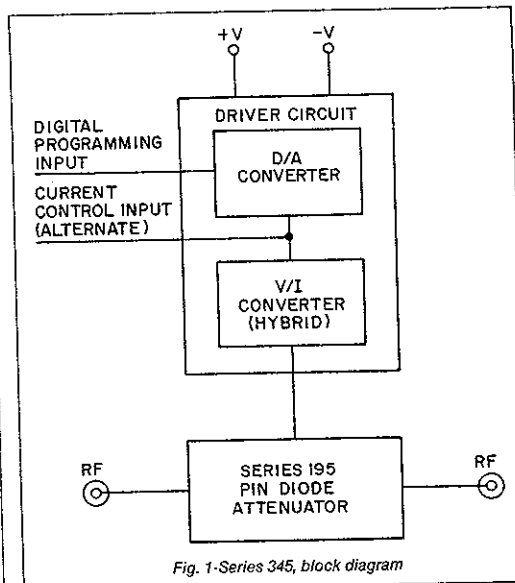 +V
-V
DRIVER CIRCUIT
DIGITAL
PROGRAMMING
INPUT
D/A
CONVERTER
CURRENT
CONTROL INPUT
(ALTERNATE)
V/I
CONVERTER
(HYBRID)
RF
SERIES 195
PIN DIODE
ATTENUATOR
RF
Fig. 1-Series 345, block diagram